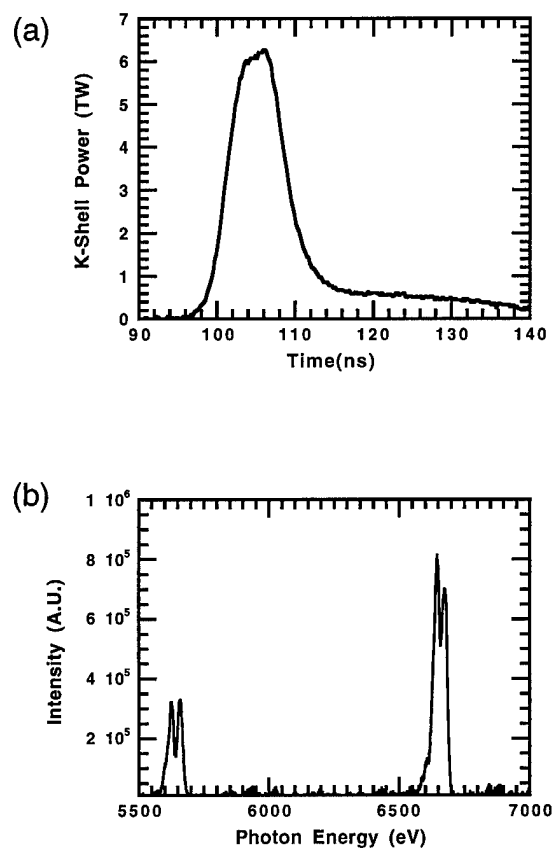 (a)
7
6
5
4
3
2
1
0
K-Shell Power (TW)
90 100 110 120 130 140
Time(ns)
(b)
1 10⁶
8 10⁵
6 10⁵
4 10⁵
2 10⁵
Intensity (A.U.)
5500 6000 6500 7000
Photon Energy (eV)